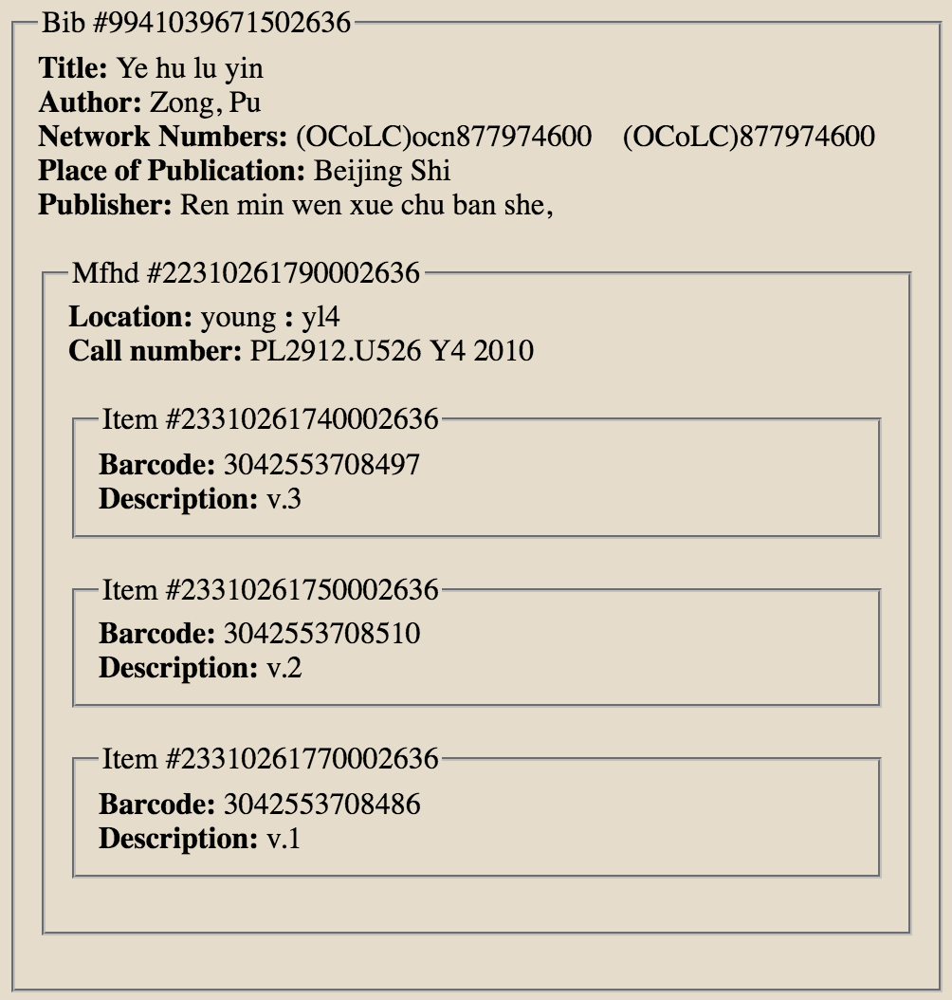 Bib #9941039671502636
Title: Ye hu lu yin
Author: Zong, Pu
Network Numbers: (OCoLC)ocn877974600 (OCoLC)877974600
Place of Publication: Beijing Shi
Publisher: Ren min wen xue chu ban she,
Mfhd #22310261790002636
Location: young : yl4
Call number: PL2912.U526 Y4 2010
Item #23310261740002636
Barcode: 3042553708497
Description: v.3
Item #23310261750002636
Barcode: 3042553708510
Description: v.2
Item #23310261770002636
Barcode: 3042553708486
Description: v.1